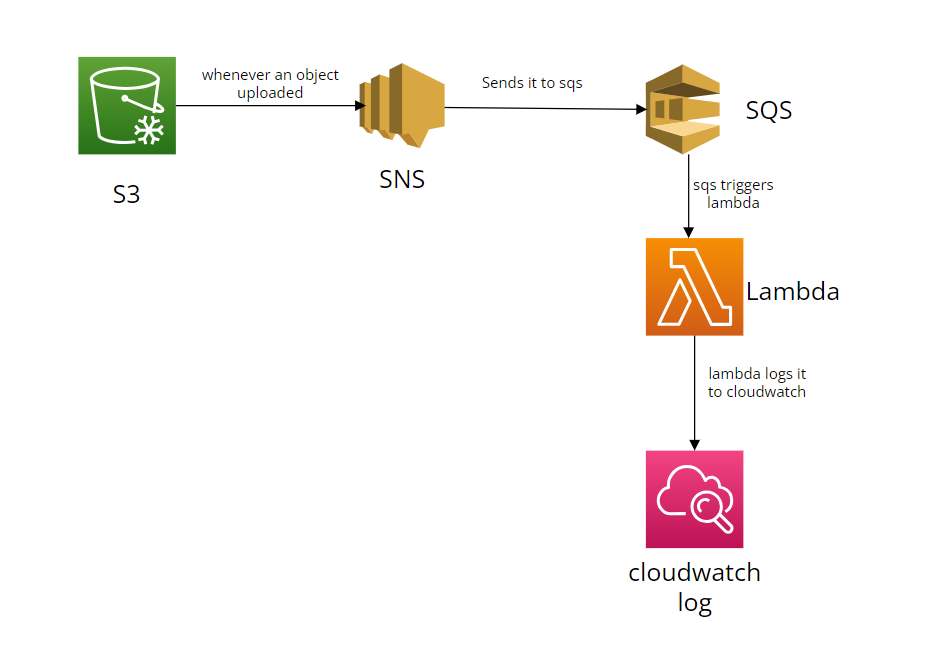 whenever an object
uploaded
Sends it to sqs
SQS
S3
SNS
sqs triggers
lambda
Lambda
lambda logs it
to cloudwatch
cloudwatch
log